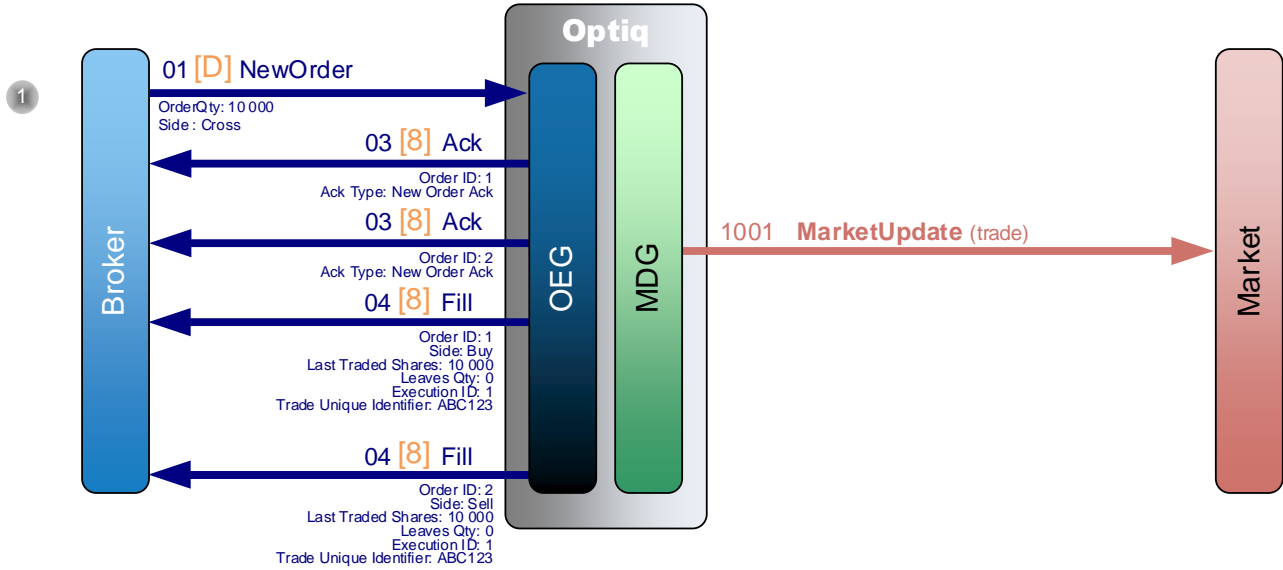 Optiq
1
01 [D] NewOrder
OrderQty: 10 000
Side : Cross
03 [8] Ack
Order ID: 1
Ack Type: New Order Ack
03 [8] Ack
Order ID: 2
Ack Type: New Order Ack
04 [8] Fill
Order ID: 1
Side: Buy
Last Traded Shares: 10 000
Leaves Qty: 0
Execution ID: 1
Trade Unique Identifier: ABC123
04 [8] Fill
Order ID: 2
Side: Sell
Last Traded Shares: 10 000
Leaves Qty: 0
Execution ID: 1
Trade Unique Identifier: ABC123
Broker
OEG
MDG
1001 MarketUpdate (trade)
Market